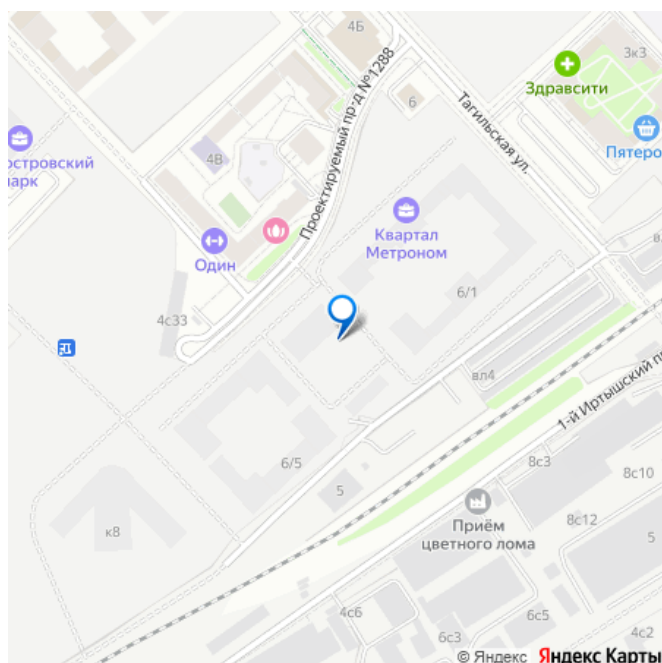 4Б
3к3
Здравсити
6
Тагильская ул.
Пятеро
Проектируемый пр-д №1288
4В
островский
парк
Квартал
Метроном
Один
6/1
4с33
вл4
1-й Иртышский п
6/5
5
8с3
8с10
к8
Приём
цветного лома
8с12
5
4с6
6с5
6с3
4с2
© Яндекс Яндекс Карты